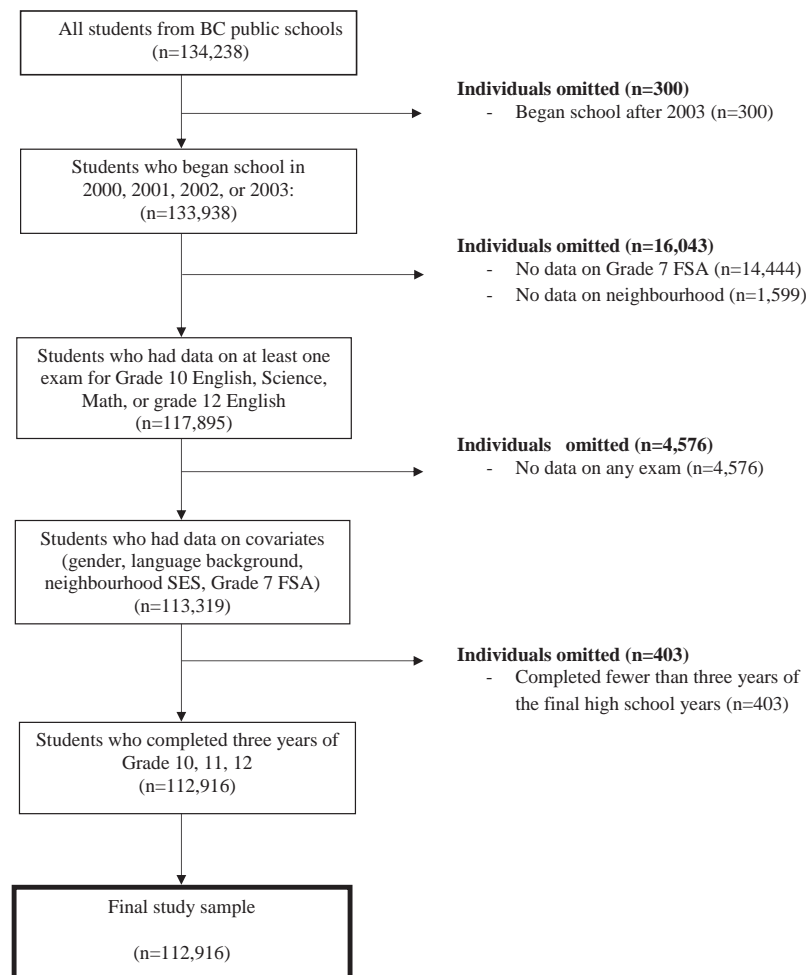 All students from BC public schools
(n=134,238)
Individuals omitted (n=300)
- Began school after 2003 (n=300)
Students who began school in
2000, 2001, 2002, or 2003:
(n=133,938)
Individuals omitted (n=16,043)
- No data on Grade 7 FSA (n=14,444)
- No data on neighbourhood (n=1,599)
Students who had data on at least one
exam for Grade 10 English, Science,
Math, or grade 12 English
(n=117,895)
Individuals omitted (n=4,576)
- No data on any exam (n=4,576)
Students who had data on covariates
(gender, language background,
neighbourhood SES, Grade 7 FSA)
(n=113,319)
Individuals omitted (n=403)
- Completed fewer than three years of
the final high school years (n=403)
Students who completed three years of
Grade 10, 11, 12
(n=112,916)
Final study sample
(n=112,916)